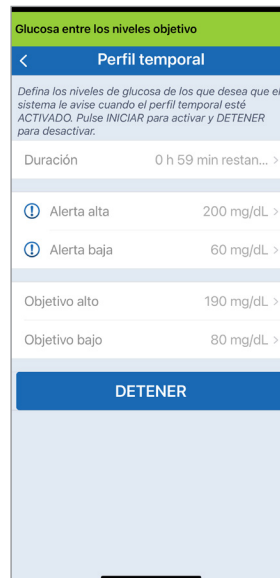 Glucosa entre los niveles objetivo
Perfil temporal
Defina los niveles de glucosa de los que desea que el
sistema le avise cuando el perfil temporal esté
ACTIVADO. Pulse INICIAR para activar y DETENER
para desactivar.
Duración 0 h 59 min restan... >
Alerta alta 200 mg/dL >
Alerta baja 60 mg/dL >
Objetivo alto 190 mg/dL >
Objetivo bajo 80 mg/dL >
DETENER